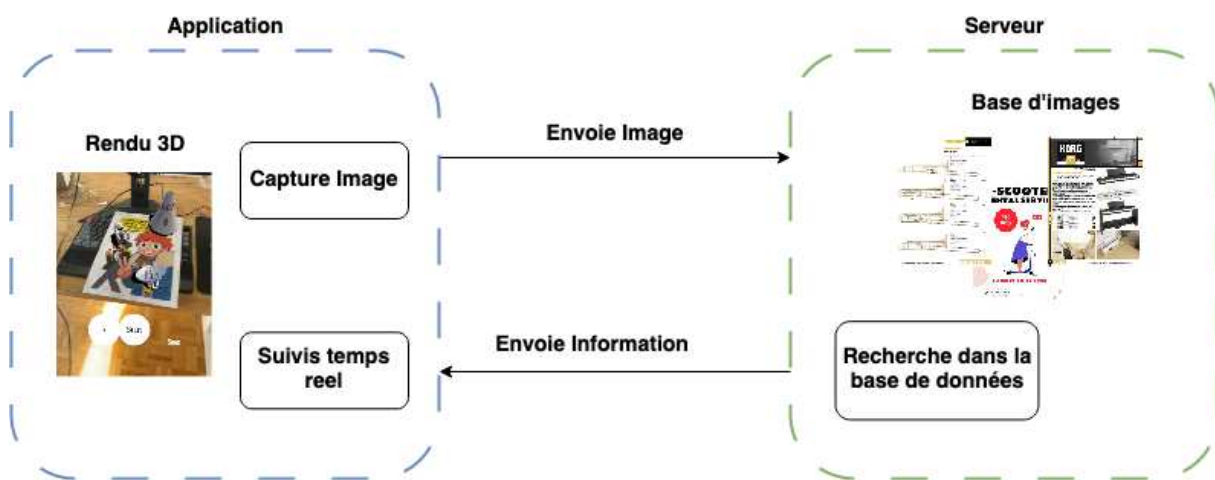 Application
Serveur
Rendu 3D
Capture Image
Envoie Image
Base d'images
KORG
Suivis temps
reel
Envoie Information
Recherche dans la
base de données